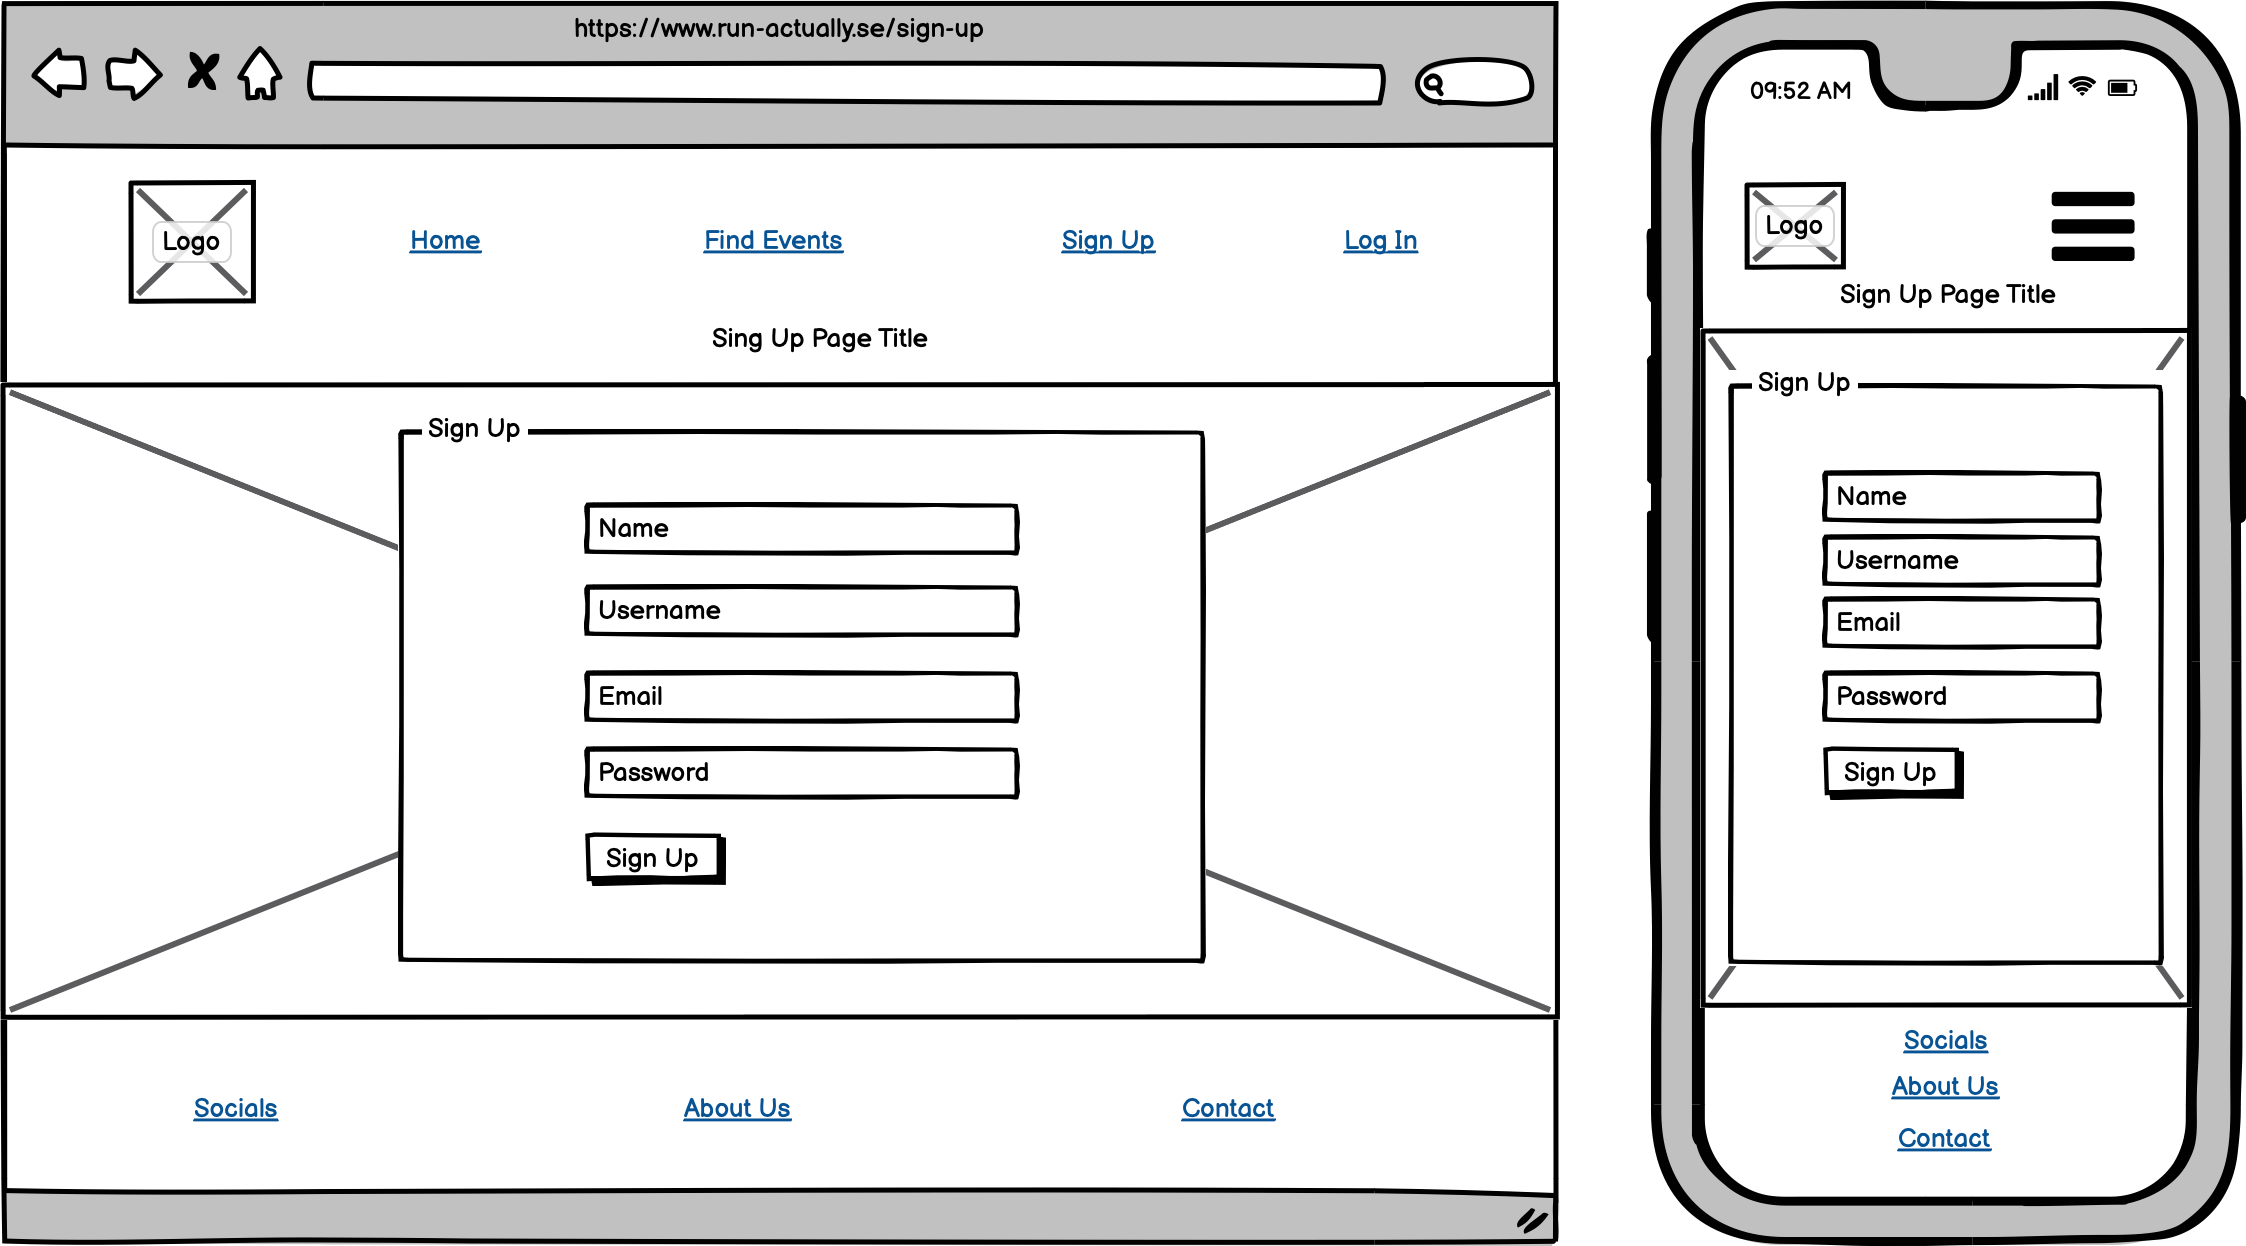 https://www.run-actually.se/sign-up
Logo
Home
Find Events
Sign Up
Log In
Sing Up Page Title
Sign Up
Name
Username
Email
Password
Sign Up
Socials
About Us
Contact
09:52 AM
Logo
Sign Up Page Title
Sign Up
Name
Username
Email
Password
Sign Up
Socials
About Us
Contact